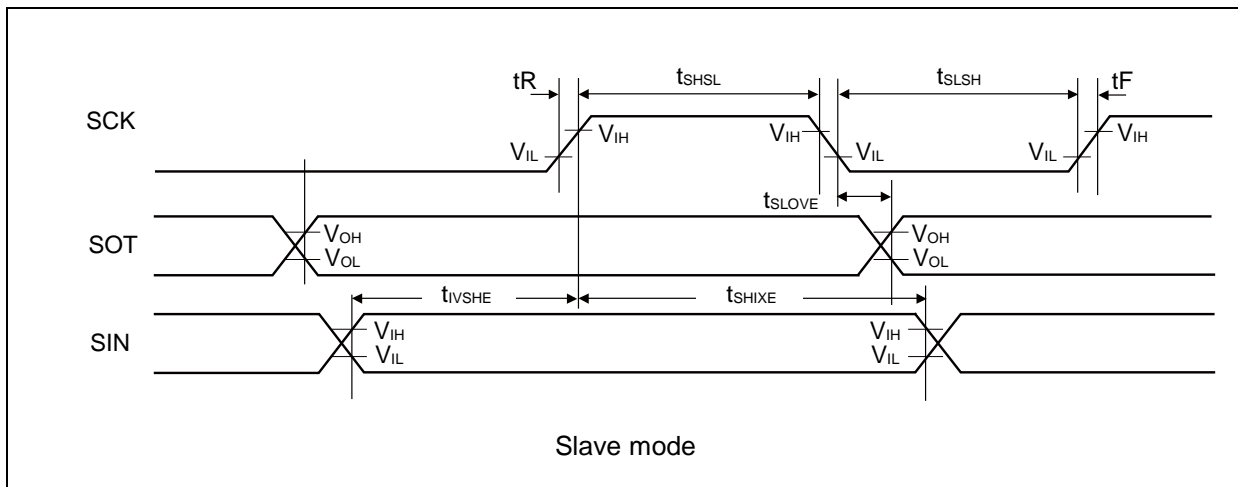 tR tSHSL tSLSH tF
SCK
VIH VIH VIH
VIL VIL VIL
tSLOVE
SOT
VOH VOH
VOL VOL
tIVSHE tSHIXE
SIN
VIH VIH
VIL VIL
Slave mode